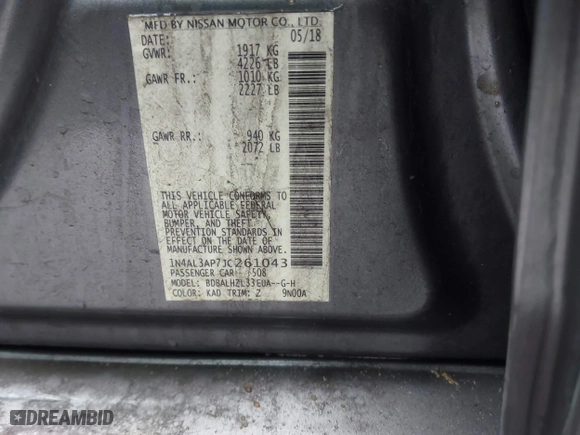 MFD BY NISSAN MOTOR CO., LTD.
DATE: 05/18
GVWR: 1917 KG
4226 LB
GAWR FR.: 1010 KG
2227 LB
GAWR RR.: 940 KG
2072 LB
THIS VEHICLE CONFORMS TO
ALL APPLICABLE FEDERAL
MOTOR VEHICLE SAFETY,
BUMPER, AND THEFT
PREVENTION STANDARDS IN
EFFECT ON THE DATE OF
MANUFACTURE SHOWN ABOVE.
1N4AL3AP7JC261043
PASSENGER CAR 508
MODEL: BDBALHZL33EUA--G-H
COLOR: KAD TRIM: Z 9N00A
DREAMBID